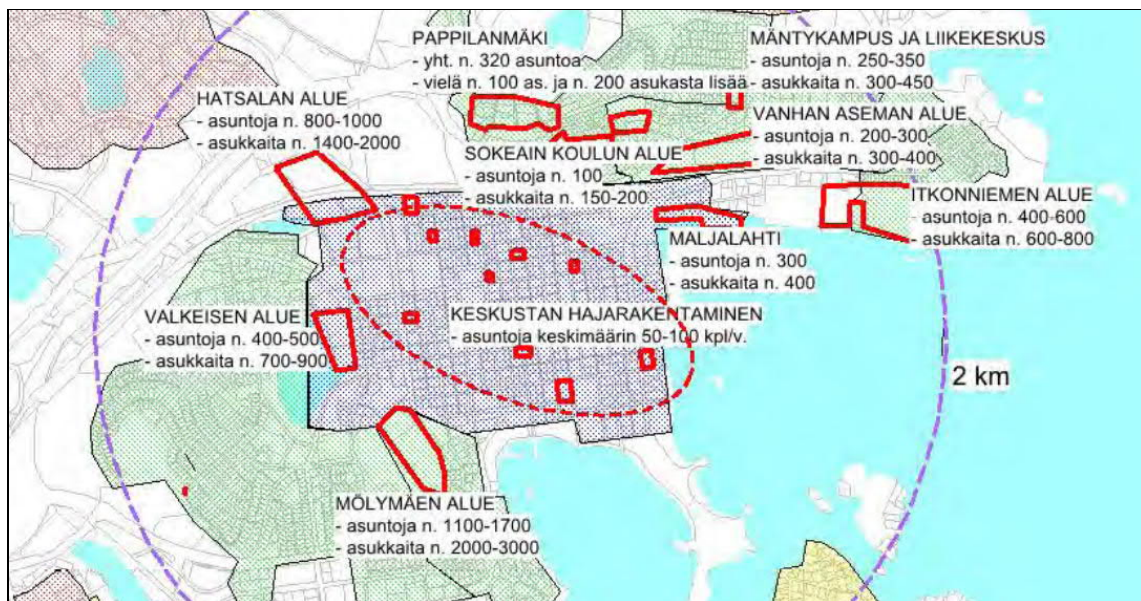 PAPPILANMÄKI
- yht. n. 320 asuntoa
- vielä n. 100 as. ja n. 200 asukasta lisää
MÄNTYKAMPUS JA LIIKEKESKUS
- asuntoja n. 250-350
- asukkaita n. 300-450
HATSALAN ALUE
- asuntoja n. 800-1000
- asukkaita n. 1400-2000
VANHAN ASEMAN ALUE
- asuntoja n. 200-300
- asukkaita n. 300-400
SOKEAIN KOULUN ALUE
- asuntoja n. 100
- asukkaita n. 150-200
ITKONNIEMEN ALUE
- asuntoja n. 400-600
- asukkaita n. 600-800
MALJALAHTI
- asuntoja n. 300
- asukkaita n. 400
VALKEISEN ALUE
- asuntoja n. 400-500
- asukkaita n. 700-900
KESKUSTAN HAJARAKENTAMINEN
- asuntoja keskimäärin 50-100 kpl/v.
2 km
MÖLYMÄEN ALUE
- asuntoja n. 1100-1700
- asukkaita n. 2000-3000